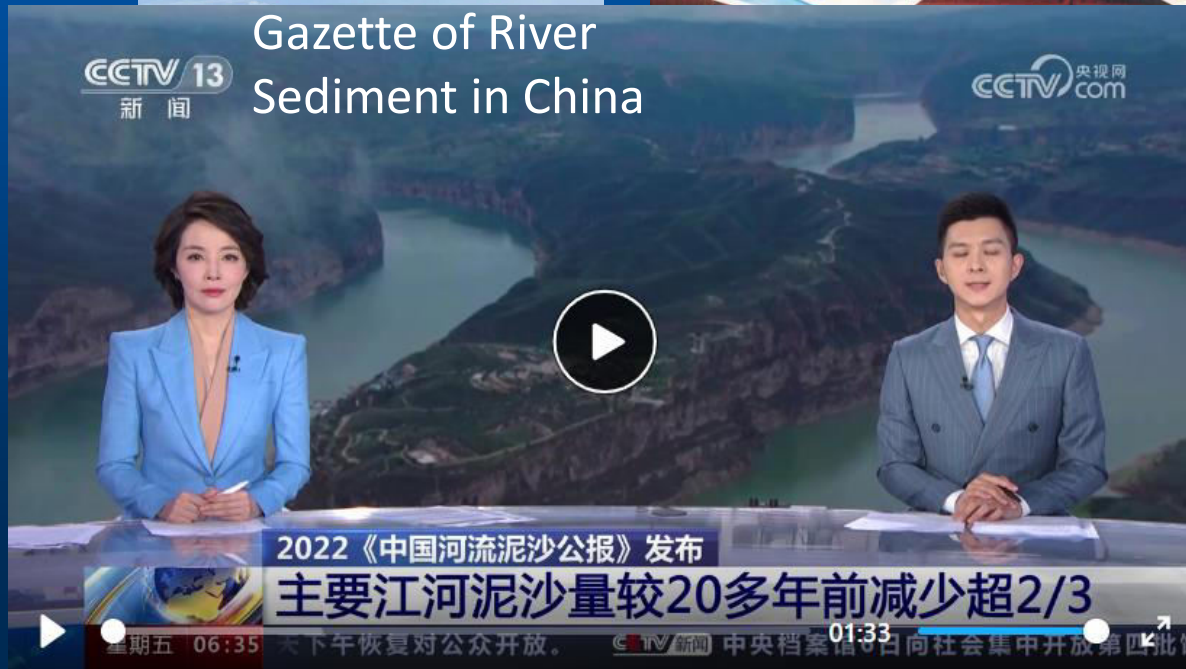 Gazette of River
Sediment in China
CCTV 13
新闻
CCTV 央视网
com
2022《中国河流泥沙公报》发布
主要江河泥沙量较20多年前减少超2/3
01:33
星期五 06:35 天下午恢复对公众开放。 CCTV新闻 中央档案馆6日向社会集中开放第四批